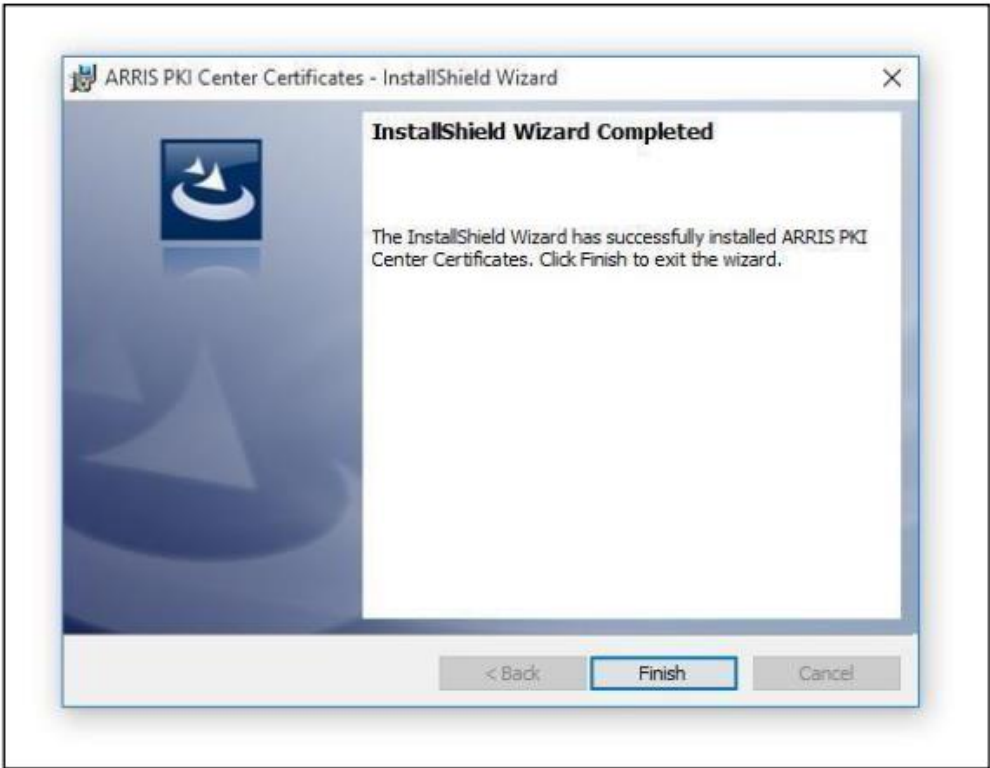 ARRIS PKI Center Certificates - InstallShield Wizard
InstallShield Wizard Completed
The InstallShield Wizard has successfully installed ARRIS PKI
Center Certificates. Click Finish to exit the wizard.
< Back
Finish
Cancel